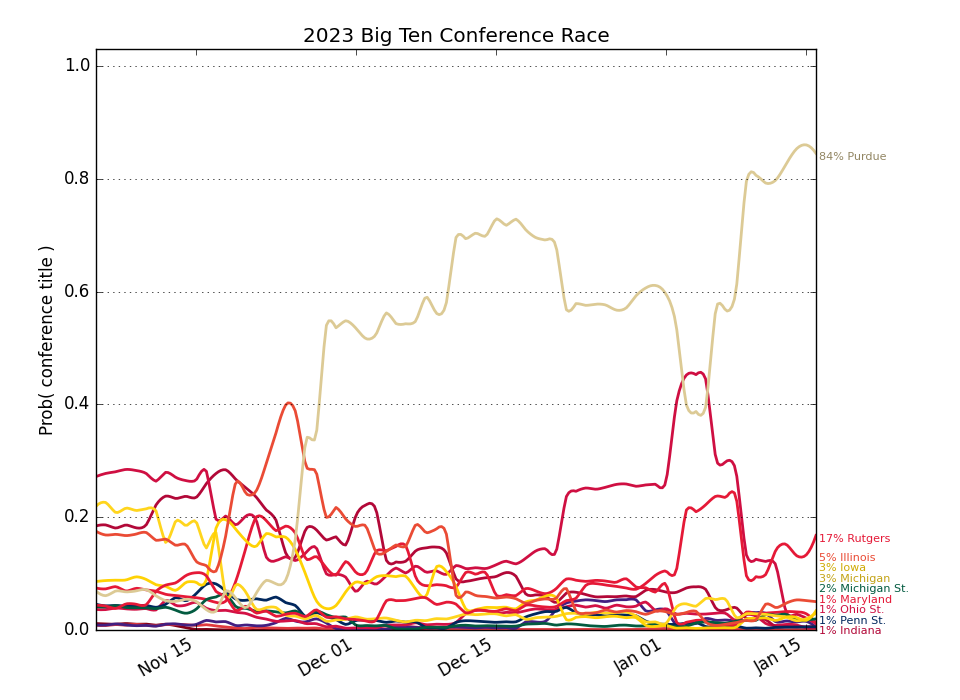 2023 Big Ten Conference Race
Prob( conference title )
1.0
0.8
0.6
0.4
0.2
0.0
Nov 15
Dec 01
Dec 15
Jan 01
Jan 15
84% Purdue
17% Rutgers
5% Illinois
3% Iowa
3% Michigan
2% Michigan St.
1% Maryland
1% Ohio St.
1% Penn St.
1% Indiana